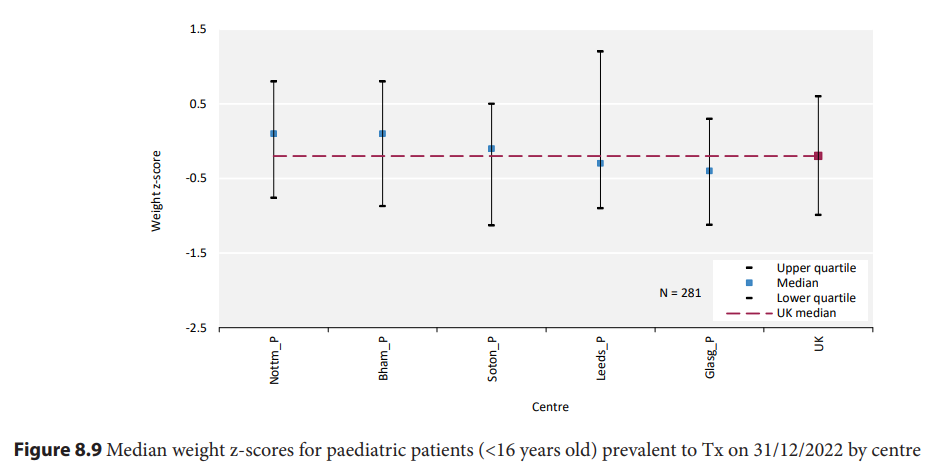 1.5
0.5
-0.5
-1.5
-2.5
Weight z-score
N = 281
Upper quartile
Median
Lower quartile
UK median
Nottm_P
Bham_P
Soton_P
Leeds_P
Glasg_P
UK
Centre
Figure 8.9 Median weight z-scores for paediatric patients (<16 years old) prevalent to Tx on 31/12/2022 by centre